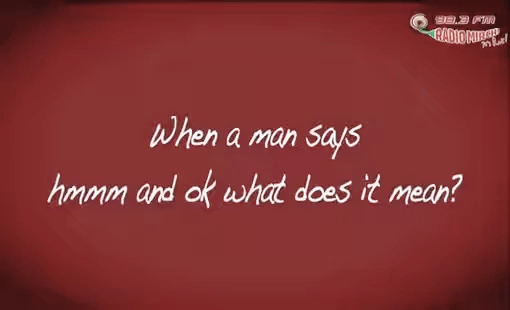 98.3 FM
RADIO MIRCHI
When a man says
hmmm and ok what does it mean?